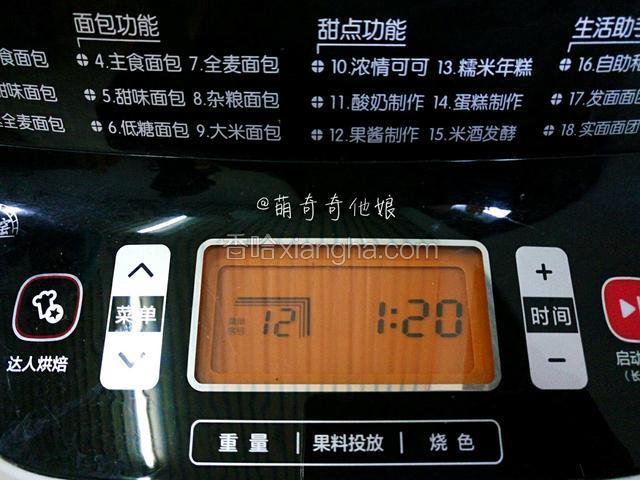 面包功能
甜点功能
生活助手
食面包
4.主食面包
7.全麦面包
10.浓情可可
13.糯米年糕
16.自助和
甜味面包
5.甜味面包
8.杂粮面包
11.酸奶制作
14.蛋糕制作
17.发面面
全麦面包
6.低糖面包
9.大米面包
12.果酱制作
15.米酒发酵
18.实面面团
@萌奇奇他娘
香哈xiangha.com
菜单
12
1:20
时间
达人烘焙
启动
(长
重量 | 果料投放 | 烧色